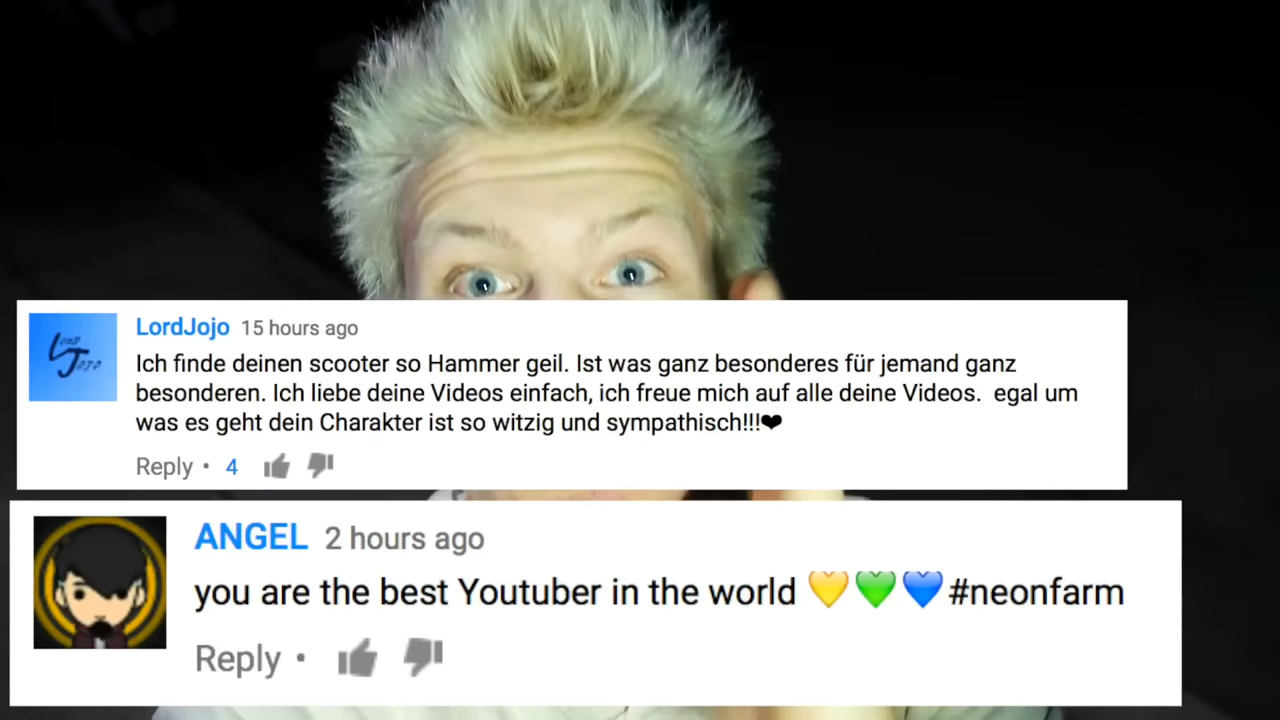 LordJojo 15 hours ago
Ich finde deinen scooter so Hammer geil. Ist was ganz besonderes für jemand ganz
besonderen. Ich liebe deine Videos einfach, ich freue mich auf alle deine Videos.  egal um
was es geht dein Charakter ist so witzig und sympathisch!!!❤
Reply • 4
Lord
Jojo
ANGEL 2 hours ago
you are the best Youtuber in the world 💛💚💙#neonfarm
Reply •